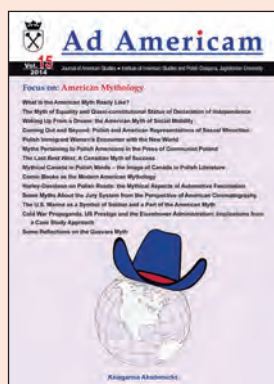 Ad Americam
Vol. 15
2014
Journal of American Studies • Institute of American Studies and Polish Diaspora, Jagiellonian University
Focus on: American Mythology
What Is the American Myth Really Like?
The Myth of Equality and Quasi-constitutional Status of Declaration of Independence
Waking Up From a Dream: the American Myth of Social Mobility
Coming Out and Beyond: Polish and American Representations of Sexual Minorities
Polish Immigrant Women's Encounter with the New World
Myths Pertaining to Polish Americans in the Press of Communist Poland
The Last Best West: A Canadian Myth of Success
Mythical Canada in Polish Minds – the Image of Canada in Polish Literature
Comic Books as the Modern American Mythology
Harley-Davidson on Polish Roads: the Mythical Aspects of Automotive Fascination
Some Myths About the Jury System from the Perspective of American Cinematography
The U.S. Marine as a Symbol of Soldier and a Part of the American Myth
Cold War Propaganda, US Prestige and the Eisenhower Administration: Implications from
a Case Study Approach
Some Reflections on the Guevara Myth
Księgarnia Akademicka